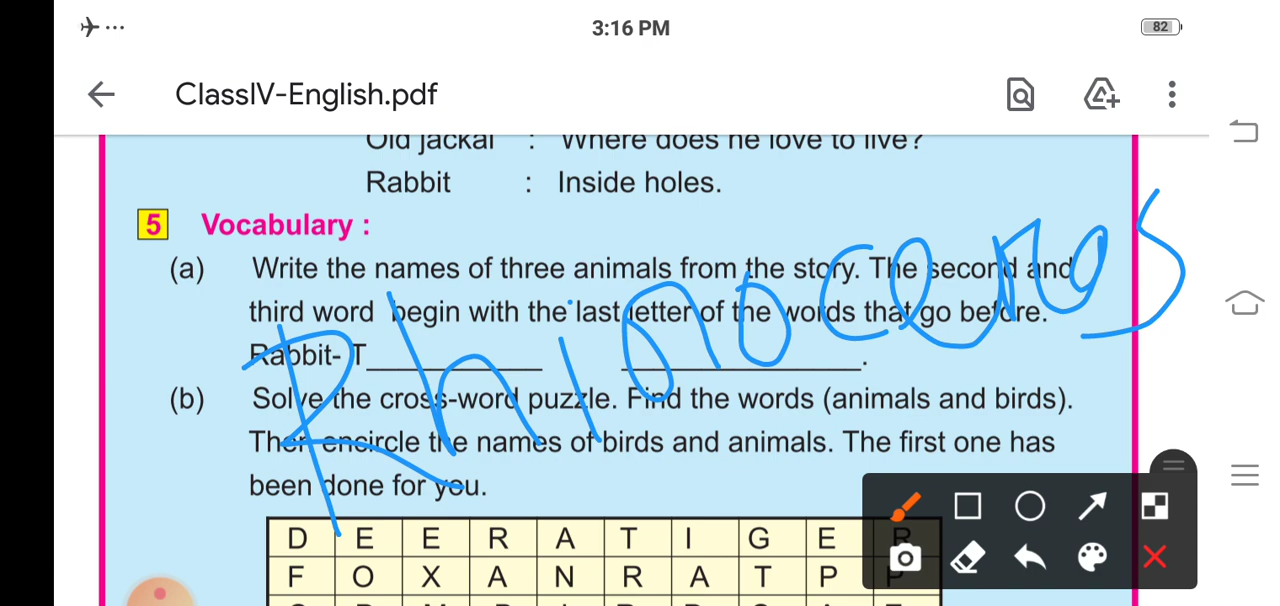 3:16 PM
82
ClassIV-English.pdf
Old jackal : Where does he love to live?
Rabbit : Inside holes.
5 Vocabulary :
(a) Write the names of three animals from the story. The second and
third word begin with the last letter of the words that go before.
Rabbit- T____________ ________________.
(b) Solve the cross-word puzzle. Find the words (animals and birds).
Then encircle the names of birds and animals. The first one has
been done for you.
Rhinoceros
D E E R A T I G E R
F O X A N R A T P P